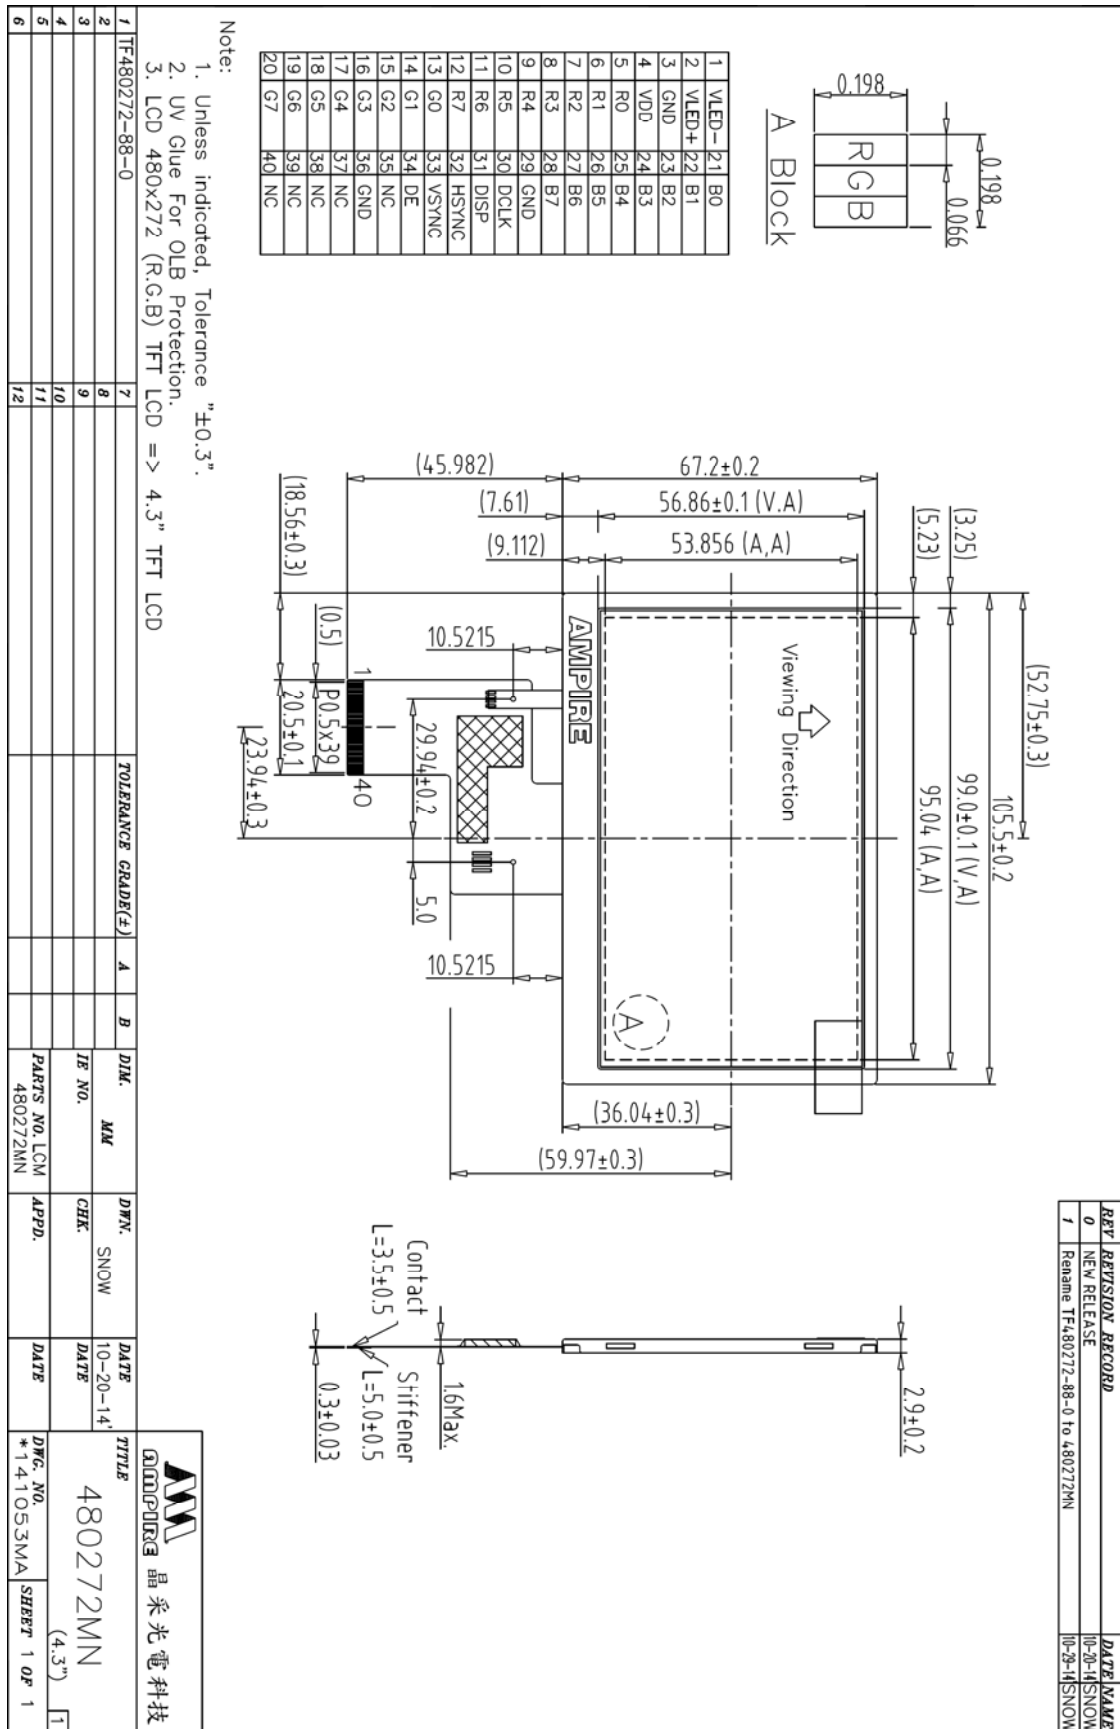 REV REVISION RECORD DATE NAME
0 NEW RELEASE 10-20-14 SNOW
1 Rename TF480272-88-0 to 480272MN 10-29-14 SNOW
0.198
0.066
0.198
R G B
A Block
(52.75±0.3)
105.5±0.2
(3.25) 99.0±0.1 (V,A)
(5.23) 95.04 (A,A)
67.2±0.2
56.86±0.1 (V.A)
53.856 (A,A)
(45.982)
(7.61)
(9.112)
Viewing Direction
A
AMPIRE
(36.04±0.3)
(59.97±0.3)
10.5215
10.5215
29.94±0.2
5.0
1 40
(0.5) P0.5x39
(18.56±0.3) 20.5±0.1
23.94±0.3
2.9±0.2
1.6Max.
Contact
L=3.5±0.5
Stiffener
L=5.0±0.5
0.3±0.03
1 VLED- 21 B0
2 VLED+ 22 B1
3 GND 23 B2
4 VDD 24 B3
5 R0 25 B4
6 R1 26 B5
7 R2 27 B6
8 R3 28 B7
9 R4 29 GND
10 R5 30 DCLK
11 R6 31 DISP
12 R7 32 HSYNC
13 G0 33 VSYNC
14 G1 34 DE
15 G2 35 NC
16 G3 36 GND
17 G4 37 NC
18 G5 38 NC
19 G6 39 NC
20 G7 40 NC
Note:
1. Unless indicated, Tolerance "±0.3".
2. UV Glue For OLB Protection.
3. LCD 480x272 (R.G.B) TFT LCD => 4.3" TFT LCD
1 TF480272-88-0 7 TOLERANCE GRADE(±) A B
2 8
3 9
4 10
5 11
6 12
DIM. MM
IE NO.
PARTS NO. LCM
480272MN
DWN. SNOW DATE 10-20-14'
CHK. DATE
APPD. DATE
AMPIRE 晶采光電科技
TITLE
480272MN
(4.3")
1
DWG. NO.
*141053MA SHEET 1 OF 1